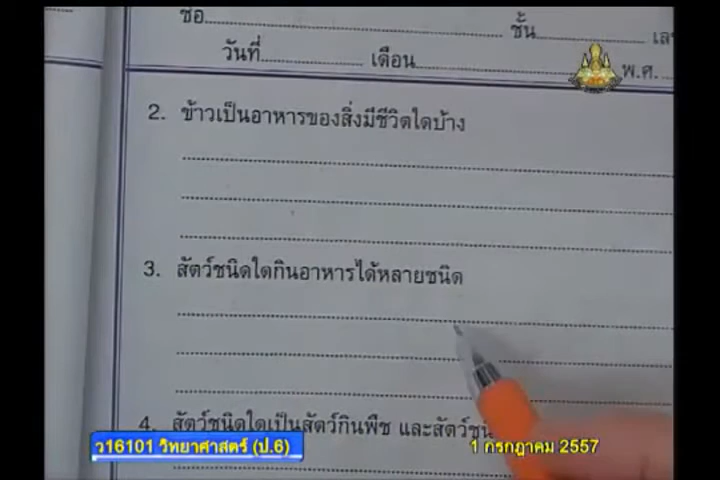 ชื่อ ชั้น
วันที่ เดือน พ.ศ.
2. ข้าวเป็นอาหารของสิ่งมีชีวิตใดบ้าง
3. สัตว์ชนิดใดกินอาหารได้หลายชนิด
4. สัตว์ชนิดใดเป็นสัตว์กินพืช และสัตว์
ว16101 วิทยาศาสตร์ (ป.6) 1 กรกฎาคม 2557